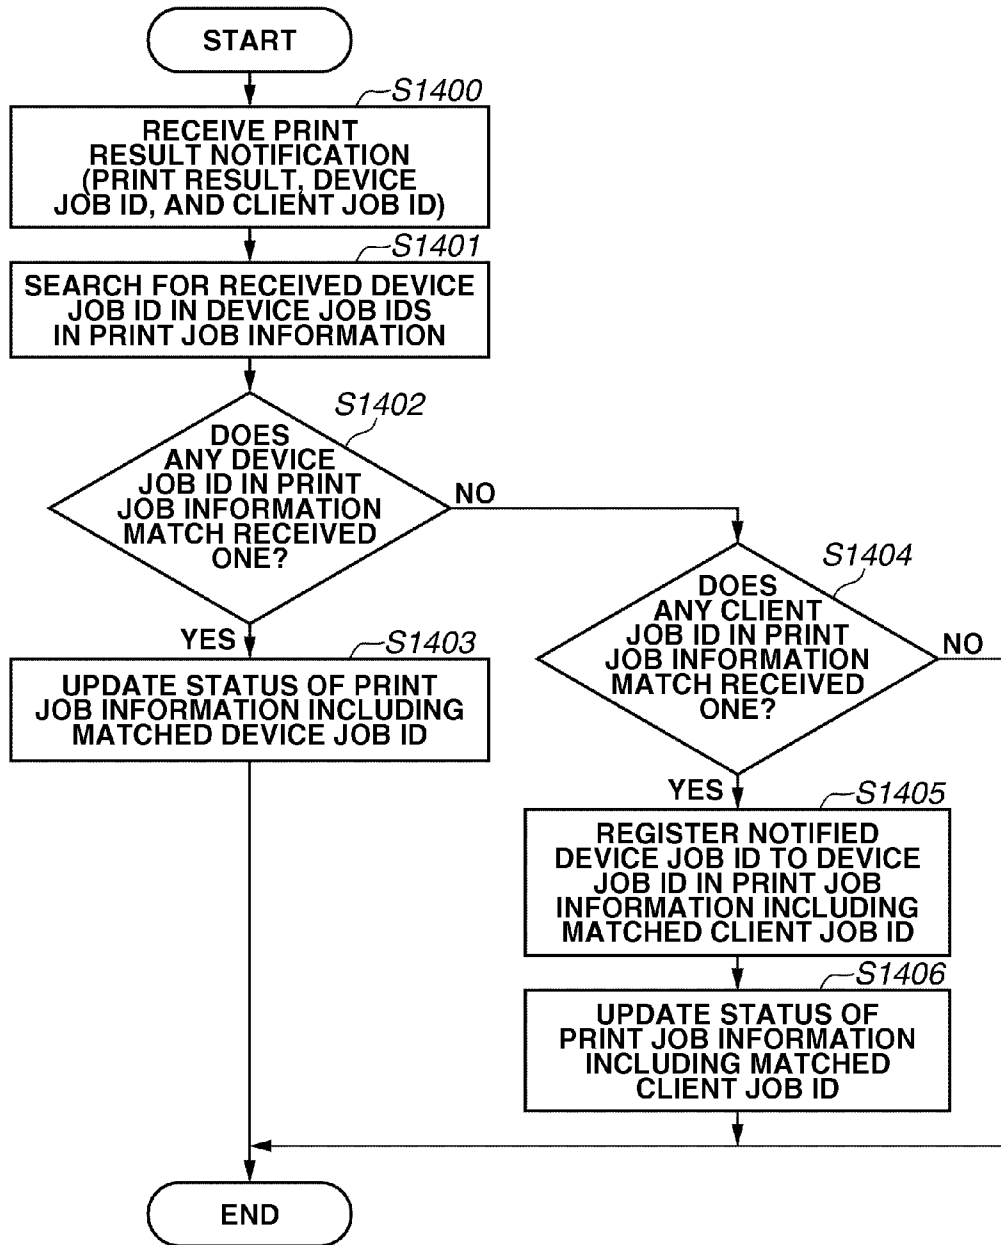 START
S1400
RECEIVE PRINT
RESULT NOTIFICATION
(PRINT RESULT, DEVICE
JOB ID, AND CLIENT JOB ID)
S1401
SEARCH FOR RECEIVED DEVICE
JOB ID IN DEVICE JOB IDS
IN PRINT JOB INFORMATION
S1402
DOES
ANY DEVICE
JOB ID IN PRINT
JOB INFORMATION
MATCH RECEIVED
ONE?
NO
YES
S1403
UPDATE STATUS OF PRINT
JOB INFORMATION INCLUDING
MATCHED DEVICE JOB ID
S1404
DOES
ANY CLIENT
JOB ID IN PRINT
JOB INFORMATION
MATCH RECEIVED
ONE?
NO
YES
S1405
REGISTER NOTIFIED
DEVICE JOB ID TO DEVICE
JOB ID IN PRINT JOB
INFORMATION INCLUDING
MATCHED CLIENT JOB ID
S1406
UPDATE STATUS OF
PRINT JOB INFORMATION
INCLUDING MATCHED
CLIENT JOB ID
END